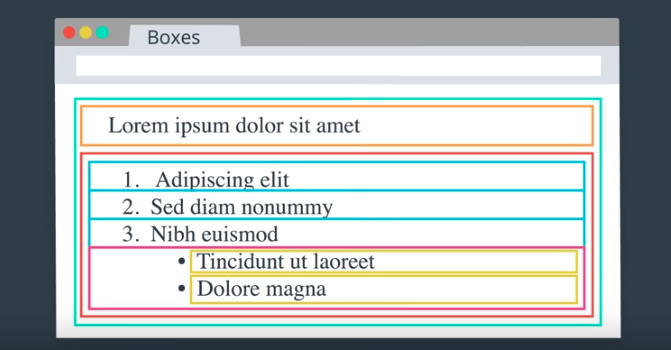 Boxes
Lorem ipsum dolor sit amet
1. Adipiscing elit
2. Sed diam nonummy
3. Nibh euismod
• Tincidunt ut laoreet
• Dolore magna